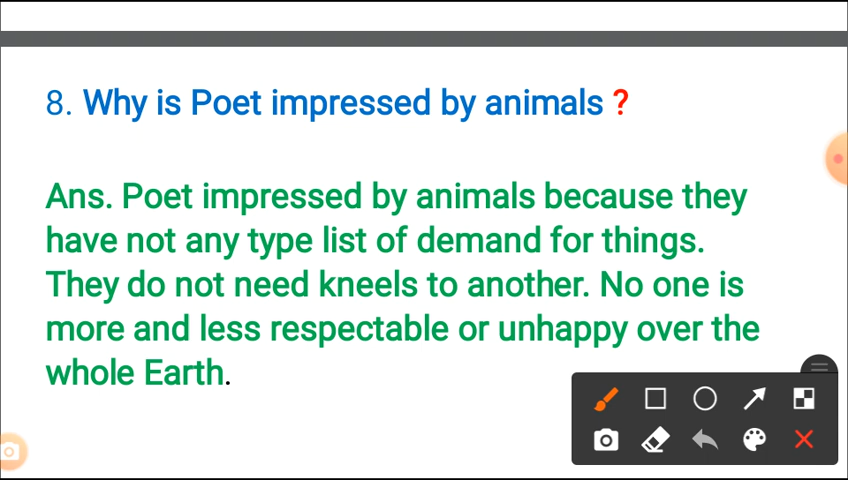 8. Why is Poet impressed by animals ?
Ans. Poet impressed by animals because they
have not any type list of demand for things.
They do not need kneels to another. No one is
more and less respectable or unhappy over the
whole Earth.